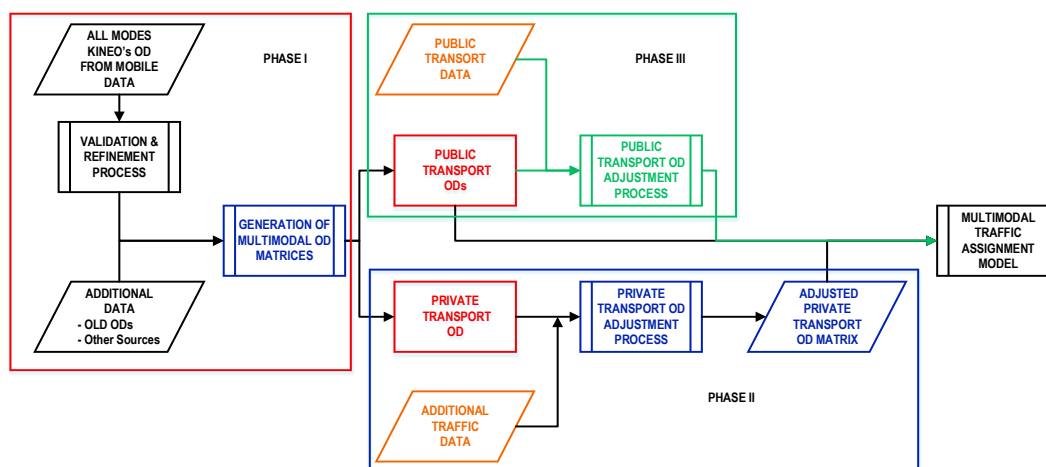 ALL MODES
KINEO's OD
FROM MOBILE
DATA
PHASE I
VALIDATION &
REFINEMENT
PROCESS
GENERATION OF
MULTIMODAL OD
MATRICES
ADDITIONAL
DATA
- OLD ODs
- Other Sources
PUBLIC
TRANSORT
DATA
PHASE III
PUBLIC
TRANSPORT
ODs
PUBLIC
TRANSPORT OD
ADJUSTMENT
PROCESS
MULTIMODAL
TRAFFIC
ASSIGNMENT
MODEL
PRIVATE
TRANSPORT
OD
PRIVATE
TRANSPORT OD
ADJUSTMENT
PROCESS
ADJUSTED
PRIVATE
TRANSPORT
OD MATRIX
ADDITIONAL
TRAFFIC
DATA
PHASE II